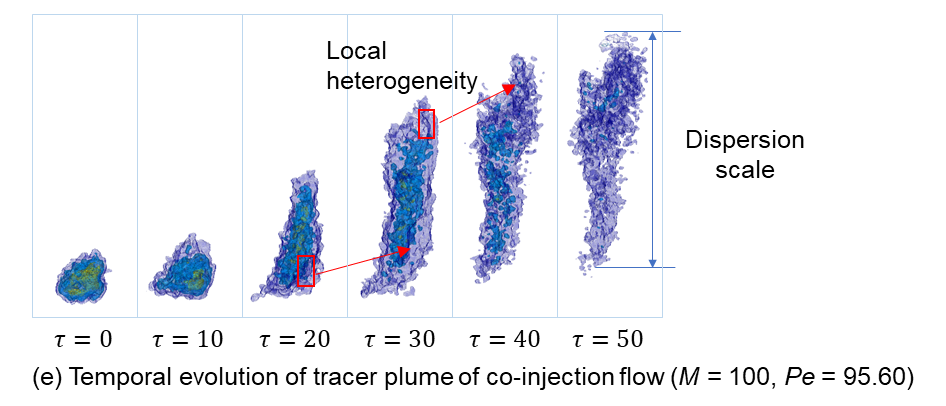 Local
heterogeneity
Dispersion
scale
τ = 0 τ = 10 τ = 20 τ = 30 τ = 40 τ = 50
(e) Temporal evolution of tracer plume of co-injection flow (M = 100, Pe = 95.60)